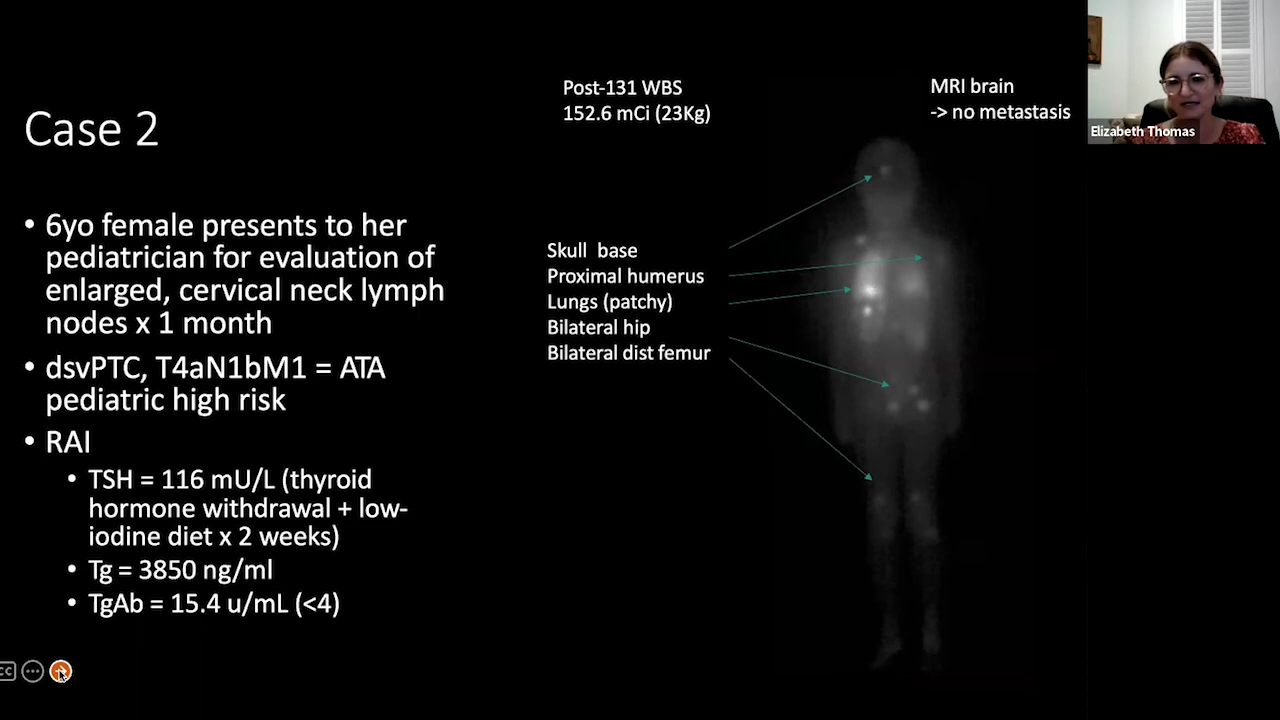 Case 2
• 6yo female presents to her
pediatrician for evaluation of
enlarged, cervical neck lymph
nodes x 1 month
• dsvPTC, T4aN1bM1 = ATA
pediatric high risk
• RAI
• TSH = 116 mU/L (thyroid
hormone withdrawal + low-
iodine diet x 2 weeks)
• Tg = 3850 ng/ml
• TgAb = 15.4 u/mL (<4)
Post-131 WBS
152.6 mCi (23Kg)
Skull base
Proximal humerus
Lungs (patchy)
Bilateral hip
Bilateral dist femur
MRI brain
-> no metastasis
Elizabeth Thomas
CC